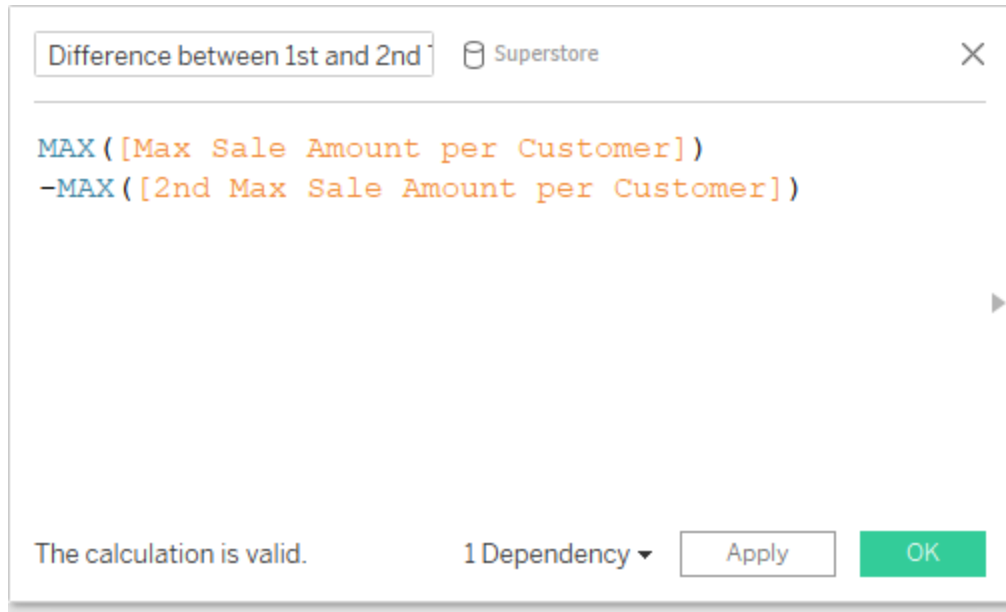 Difference between 1st and 2nd
Superstore
MAX([Max Sale Amount per Customer])
-MAX([2nd Max Sale Amount per Customer])
The calculation is valid.
1 Dependency
Apply
OK